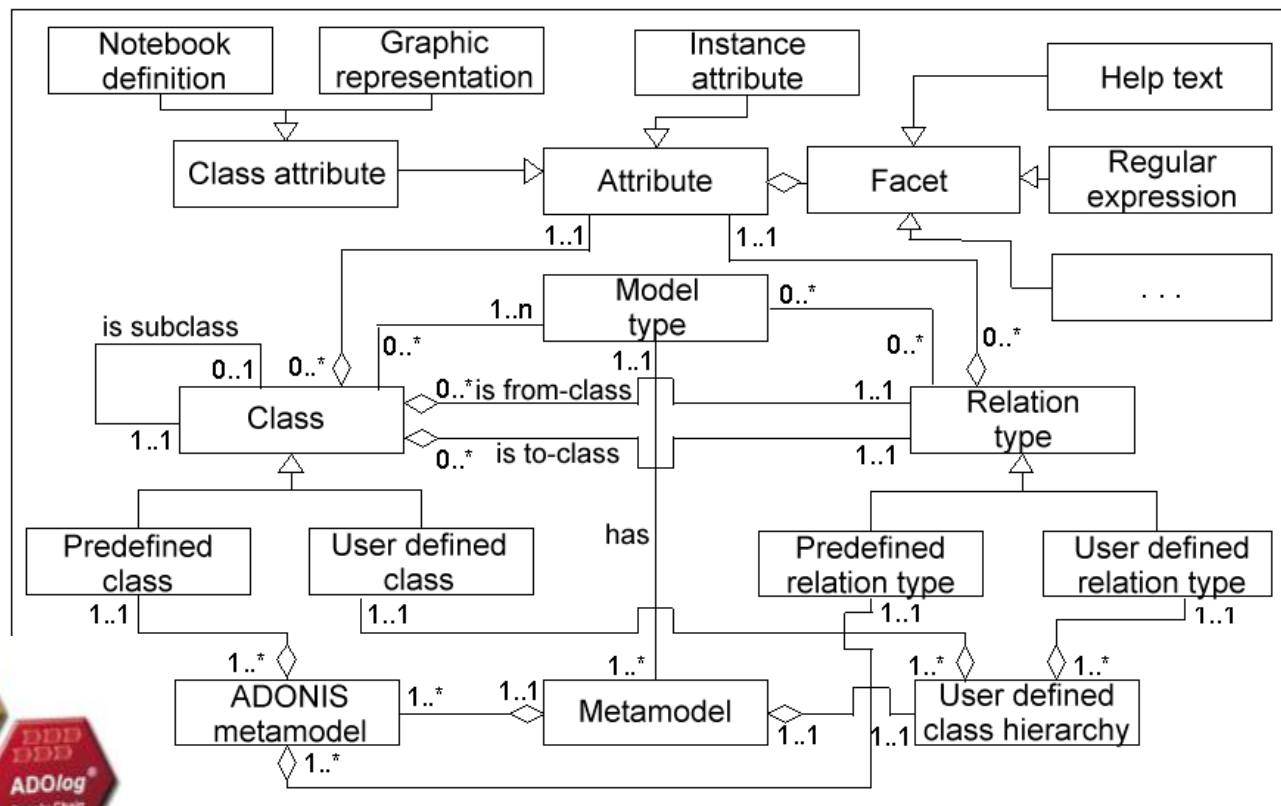 Notebook
definition
Graphic
representation
Instance
attribute
Help text
Class attribute
Attribute
Facet
Regular
expression
1..1
1..1
. . .
Model
type
1..n
0..*
is subclass
0..1
0..*
0..*
1..1
0..*
0..*
Class
0..*
is from-class
1..1
Relation
type
1..1
0..*
is to-class
1..1
has
Predefined
class
User defined
class
Predefined
relation type
User defined
relation type
1..1
1..1
1..1
1..1
1..*
1..*
1..*
1..*
ADONIS
metamodel
1..*
1..1
Metamodel
1..1
1..1
User defined
class hierarchy
1..*
DDD
DDD
ADOlog®